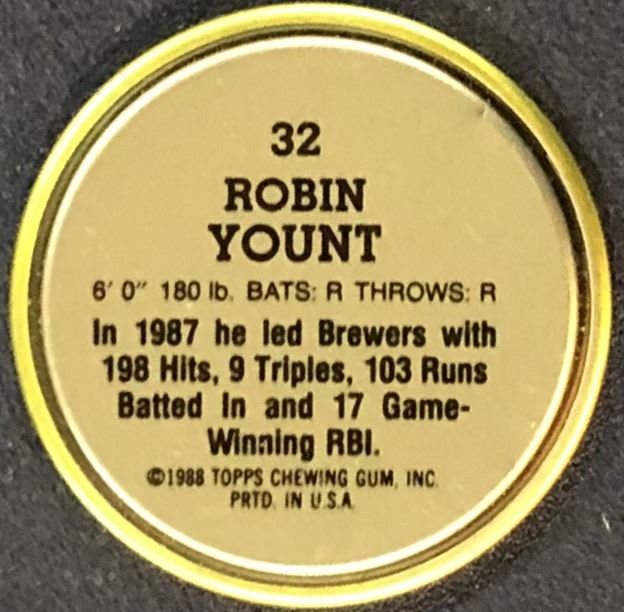 32
ROBIN
YOUNT
6' 0" 180 lb. BATS: R THROWS: R
In 1987 he led Brewers with
198 Hits, 9 Triples, 103 Runs
Batted In and 17 Game-
Winning RBI.
©1988 TOPPS CHEWING GUM, INC.
PRTD. IN U.S.A.